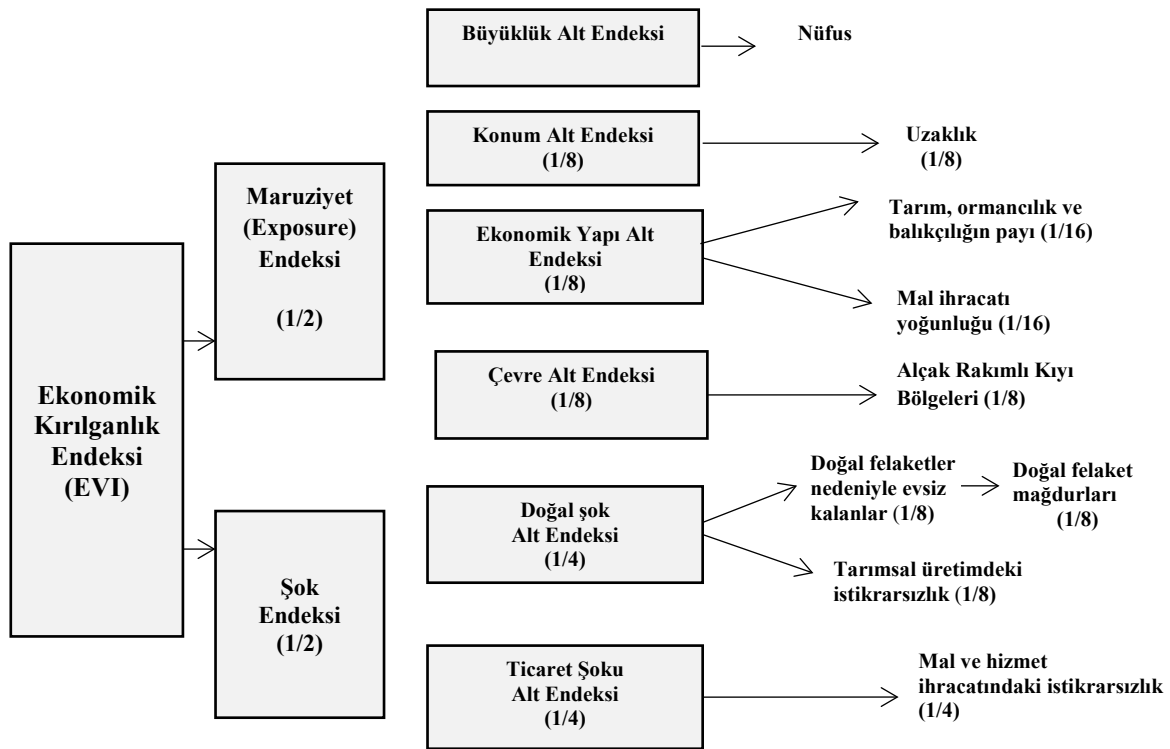 Ekonomik
Kırılganlık
Endeksi
(EVI)
Maruziyet
(Exposure)
Endeksi
(1/2)
Şok
Endeksi
(1/2)
Büyüklük Alt Endeksi
Nüfus
Konum Alt Endeksi
(1/8)
Uzaklık
(1/8)
Ekonomik Yapı Alt
Endeksi
(1/8)
Tarım, ormancılık ve
balıkçılığın payı (1/16)
Mal ihracatı
yoğunluğu (1/16)
Çevre Alt Endeksi
(1/8)
Alçak Rakımlı Kıyı
Bölgeleri (1/8)
Doğal şok
Alt Endeksi
(1/4)
Doğal felaketler
nedeniyle evsiz
kalanlar (1/8)
Doğal felaket
mağdurları
(1/8)
Tarımsal üretimdeki
istikrarsızlık (1/8)
Ticaret Şoku
Alt Endeksi
(1/4)
Mal ve hizmet
ihracatındaki istikrarsızlık
(1/4)